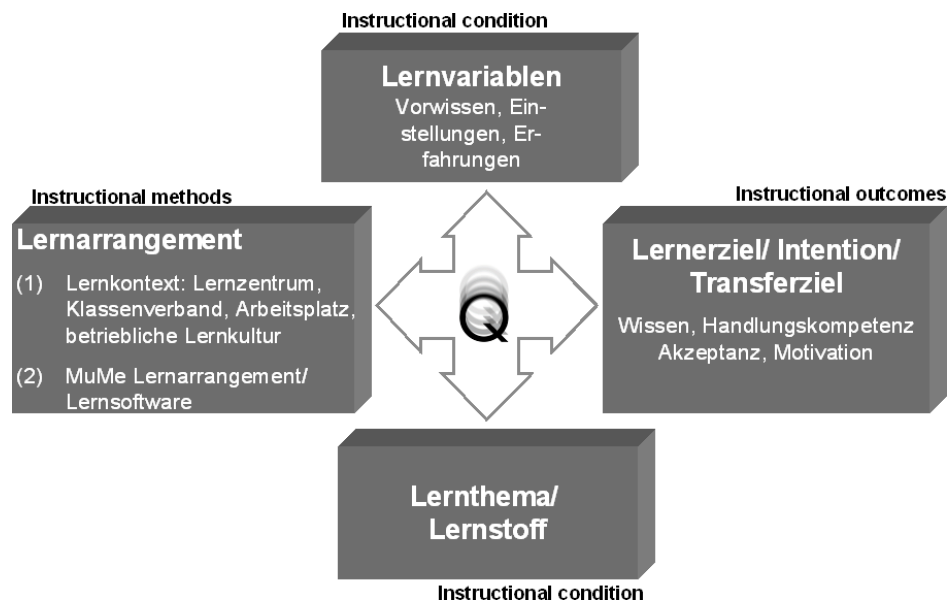 Instructional condition
Lernvariablen
Vorwissen, Ein-
stellungen, Er-
fahrungen
Instructional methods
Lernarrangement
(1) Lernkontext: Lernzentrum,
Klassenverband, Arbeitsplatz,
betriebliche Lernkultur
(2) MuMe Lernarrangement/
Lernsoftware
Q
Instructional outcomes
Lernerziel/ Intention/
Transferziel
Wissen, Handlungskompetenz
Akzeptanz, Motivation
Lernthema/
Lernstoff
Instructional condition